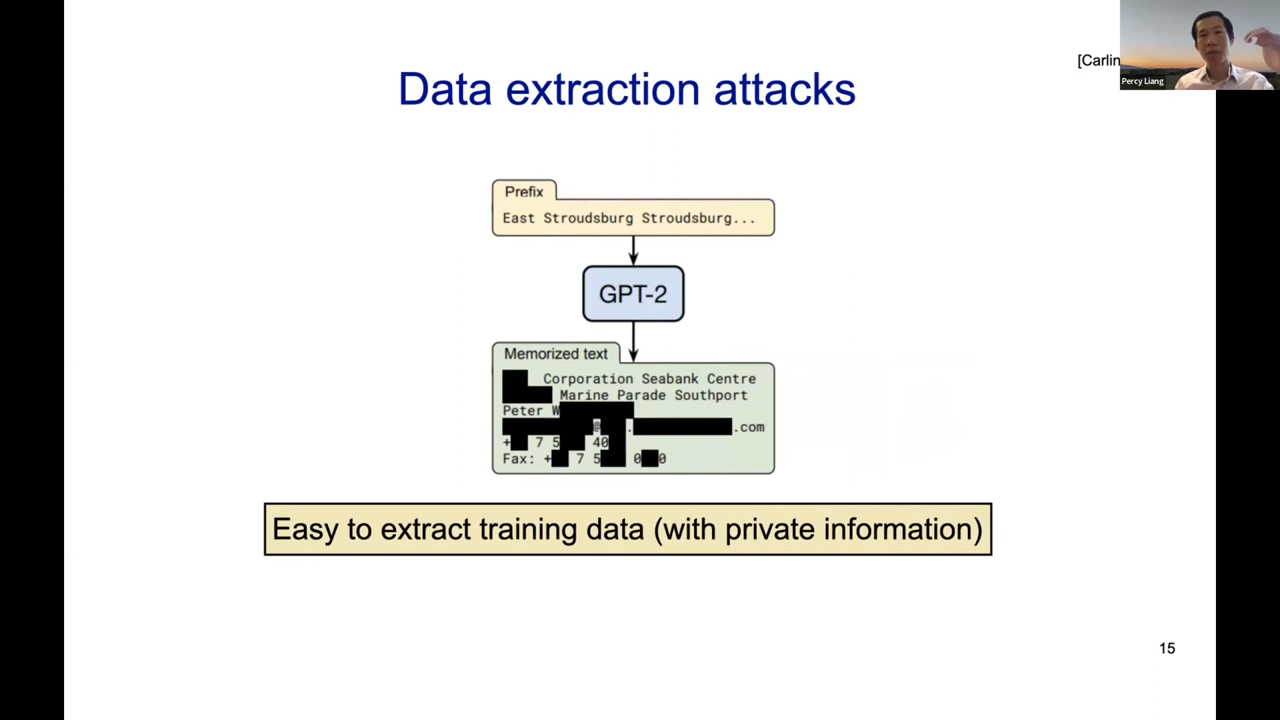 [Carlin
Percy Liang
Data extraction attacks
Prefix
East Stroudsburg Stroudsburg...
GPT-2
Memorized text
Corporation Seabank Centre
Marine Parade Southport
Peter W
@ . .com
+ 7 5 40
Fax: + 7 5 0 0
Easy to extract training data (with private information)
15